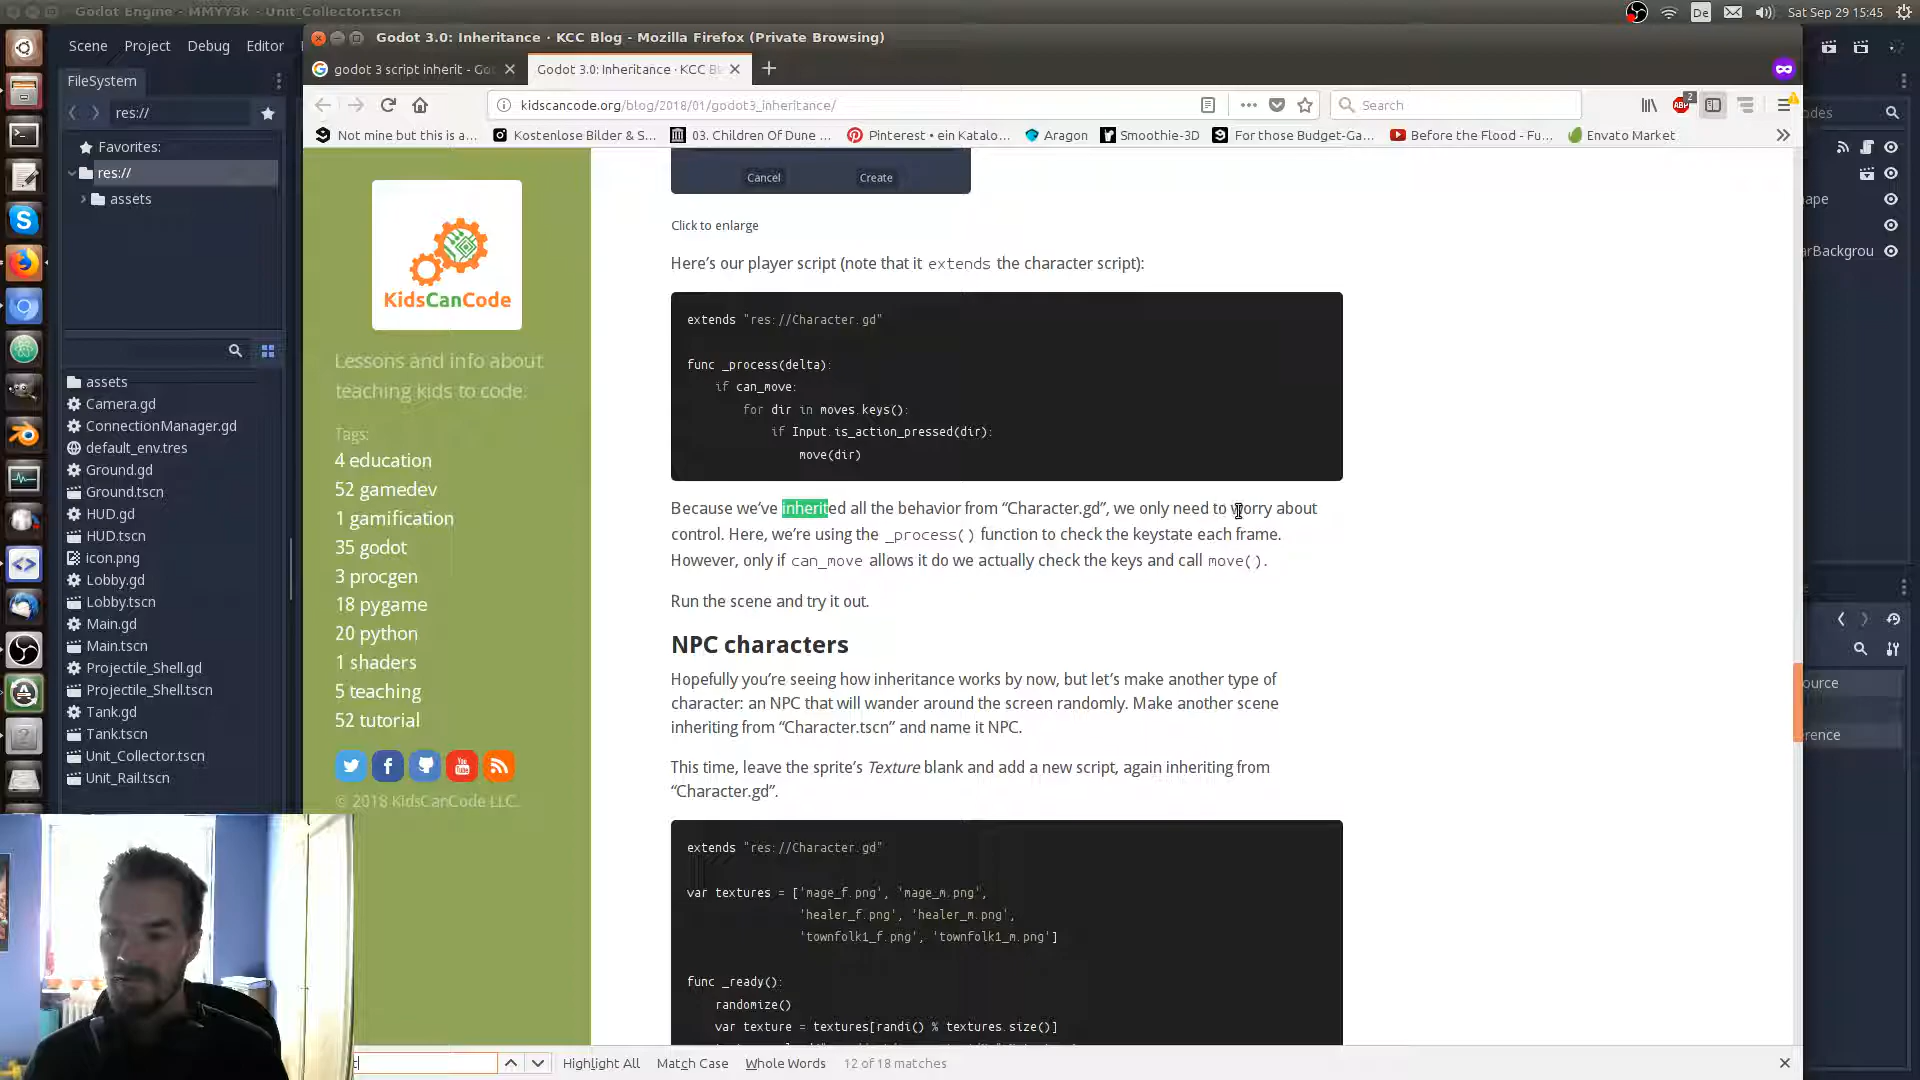 Godot Engine - MMYY3k - Unit_Collector.tscn
De
Sat Sep 29 15:45
Scene Project Debug Editor
Godot 3.0: Inheritance · KCC Blog - Mozilla Firefox (Private Browsing)
godot 3 script inherit - Go
Godot 3.0: Inheritance · KCC Bl
FileSystem
res://
kidscancode.org/blog/2018/01/godot3_inheritance/
Search
2
odes
Not mine but this is a...
Kostenlose Bilder & S...
03. Children Of Dune ...
Pinterest • ein Katalo...
Aragon
Smoothie-3D
For those Budget-Ga...
Before the Flood - Fu...
Envato Market
Favorites:
res://
assets
assets
Camera.gd
ConnectionManager.gd
default_env.tres
Ground.gd
Ground.tscn
HUD.gd
HUD.tscn
icon.png
Lobby.gd
Lobby.tscn
Main.gd
Main.tscn
Projectile_Shell.gd
Projectile_Shell.tscn
Tank.gd
Tank.tscn
Unit_Collector.tscn
Unit_Rail.tscn
KidsCanCode
Lessons and info about
teaching kids to code.
Tags:
4 education
52 gamedev
1 gamification
35 godot
3 procgen
18 pygame
20 python
1 shaders
5 teaching
52 tutorial
© 2018 KidsCanCode LLC.
Cancel Create
Click to enlarge
Here’s our player script (note that it extends the character script):
extends "res://Character.gd"
func _process(delta):
if can_move:
for dir in moves.keys():
if Input.is_action_pressed(dir):
move(dir)
Because we’ve inherited all the behavior from “Character.gd”, we only need to worry about
control. Here, we’re using the _process() function to check the keystate each frame.
However, only if can_move allows it do we actually check the keys and call move().
Run the scene and try it out.
NPC characters
Hopefully you’re seeing how inheritance works by now, but let’s make another type of
character: an NPC that will wander around the screen randomly. Make another scene
inheriting from “Character.tscn” and name it NPC.
This time, leave the sprite’s Texture blank and add a new script, again inheriting from
“Character.gd”.
extends "res://Character.gd"
var textures = ['mage_f.png', 'mage_m.png',
'healer_f.png', 'healer_m.png',
'townfolk1_f.png', 'townfolk1_m.png']
func _ready():
randomize()
var texture = textures[randi() % textures.size()]
ape
arBackgrou
ource
erence
Highlight All Match Case Whole Words 12 of 18 matches